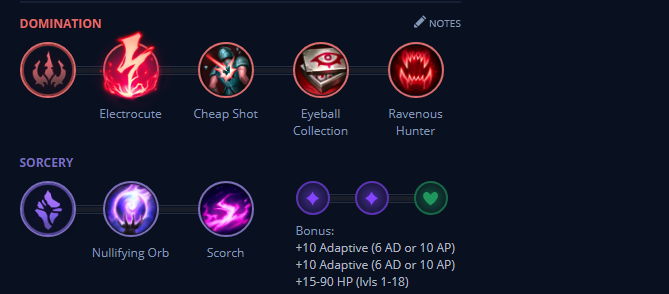 DOMINATION
NOTES
Electrocute
Cheap Shot
Eyeball
Collection
Ravenous
Hunter
SORCERY
Nullifying Orb
Scorch
Bonus:
+10 Adaptive (6 AD or 10 AP)
+10 Adaptive (6 AD or 10 AP)
+15-90 HP (lvls 1-18)